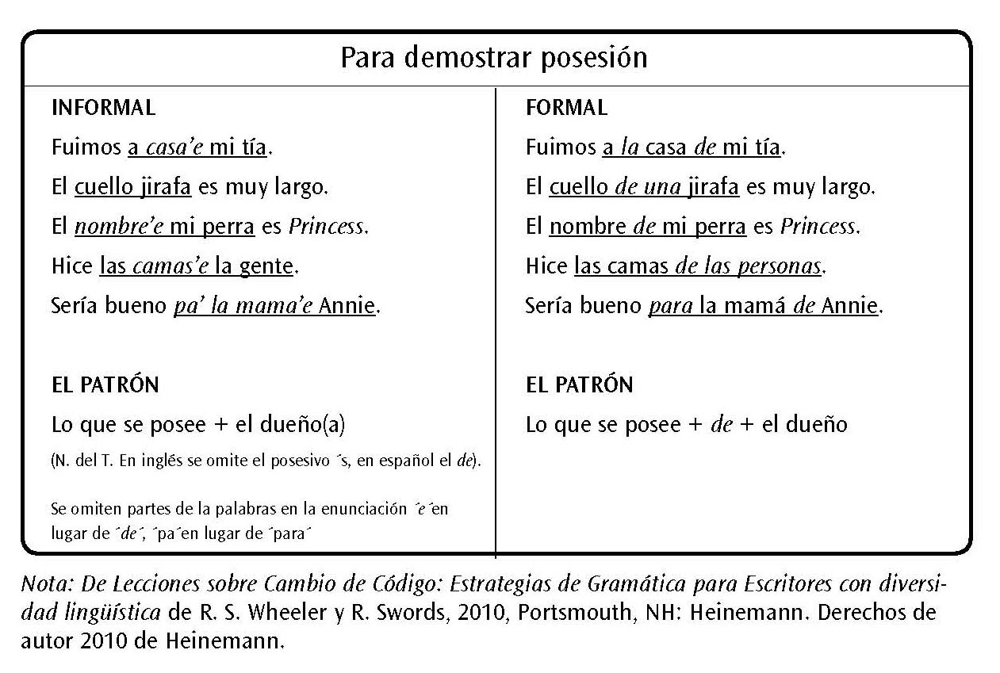 Para demostrar posesión
INFORMAL
Fuimos a casa’e mi tía.
El cuello jirafa es muy largo.
El nombre’e mi perra es Princess.
Hice las camas’e la gente.
Sería bueno pa’ la mama’e Annie.
EL PATRÓN
Lo que se posee + el dueño(a)
(N. del T. En inglés se omite el posesivo ´s, en español el de).
Se omiten partes de la palabras en la enunciación ´e´en
lugar de ´de´, ´pa´en lugar de ´para´
FORMAL
Fuimos a la casa de mi tía.
El cuello de una jirafa es muy largo.
El nombre de mi perra es Princess.
Hice las camas de las personas.
Sería bueno para la mamá de Annie.
EL PATRÓN
Lo que se posee + de + el dueño
Nota: De Lecciones sobre Cambio de Código: Estrategias de Gramática para Escritores con diversi-
dad lingüística de R. S. Wheeler y R. Swords, 2010, Portsmouth, NH: Heinemann. Derechos de
autor 2010 de Heinemann.